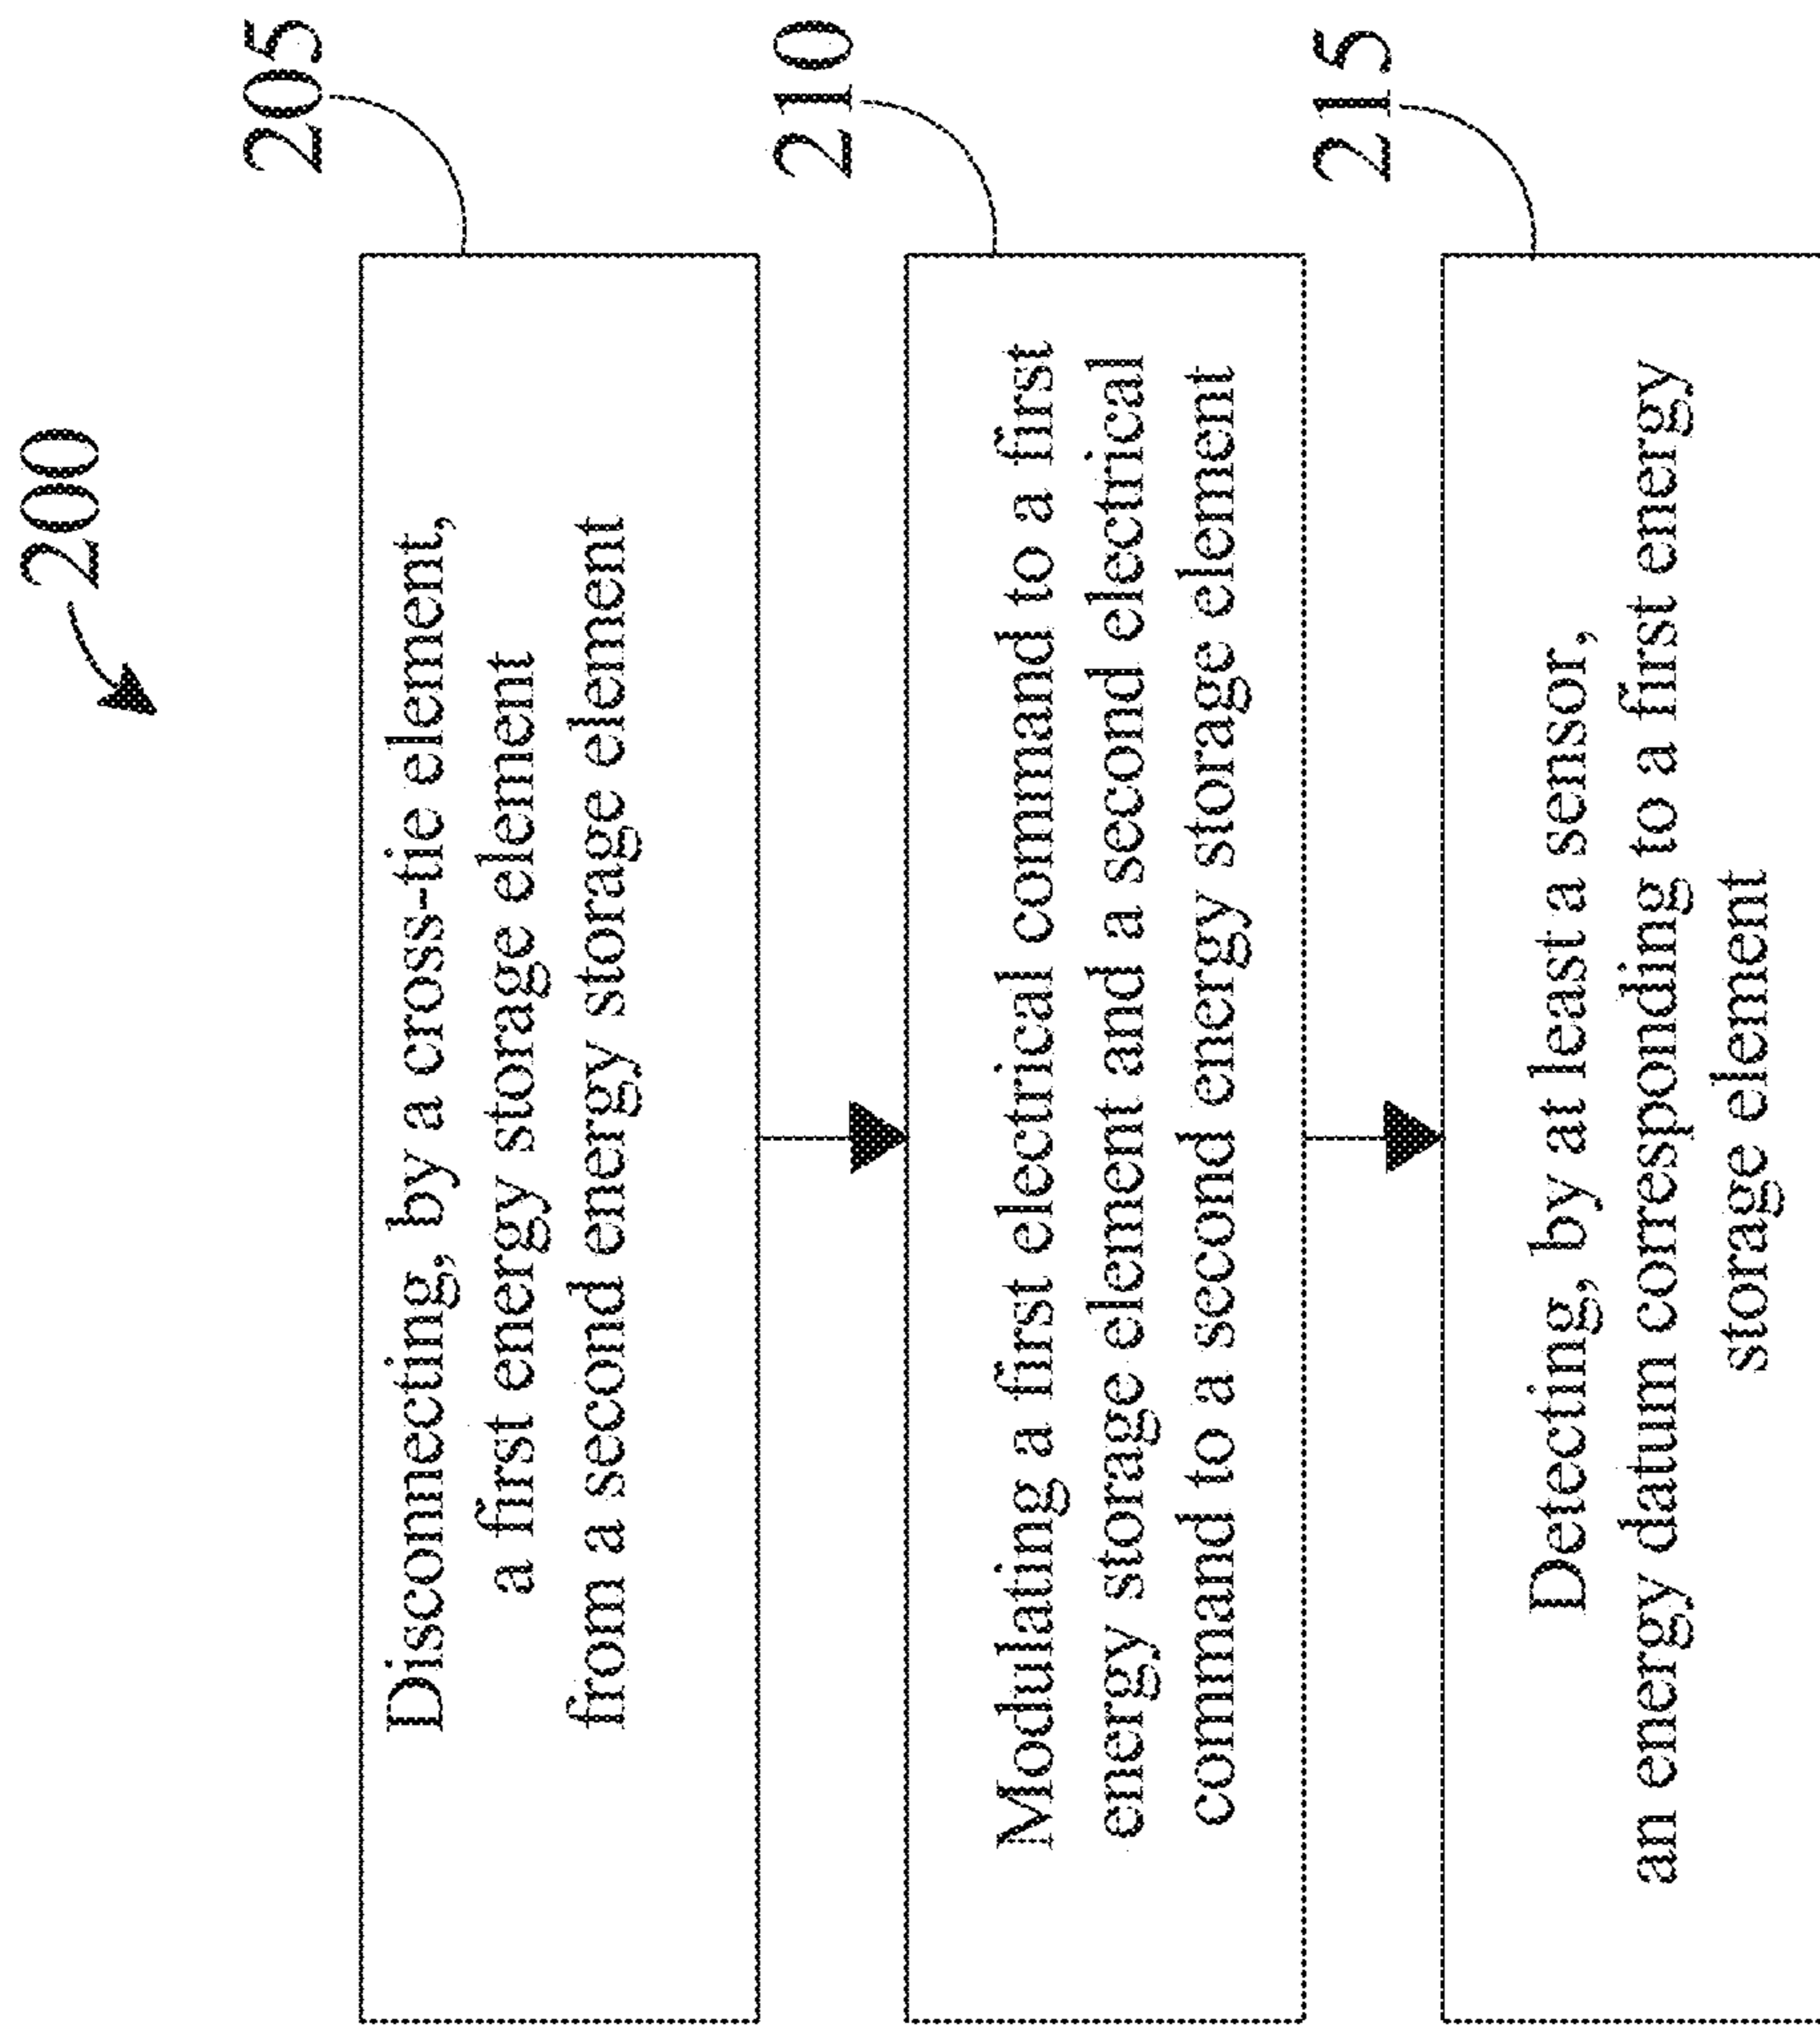 200
205
Disconnecting, by a cross-tie element,
a first energy storage element
from a second energy storage element
210
Modulating a first electrical command to a first
energy storage element and a second electrical
command to a second energy storage element
215
Detecting, by at least a sensor,
an energy datum corresponding to a first energy
storage element